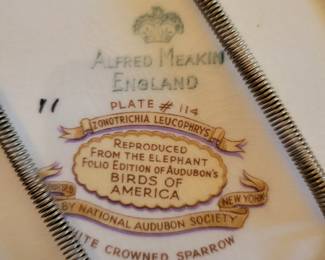 ALFRED MEAKIN
ENGLAND
PLATE # 114
ZONOTRICHIA LEUCOPHRYS
REPRODUCED
FROM THE ELEPHANT
FOLIO EDITION OF AUDUBON'S
BIRDS OF
AMERICA
NEW YORK
BY NATIONAL AUDUBON SOCIETY
CROWNED SPARROW